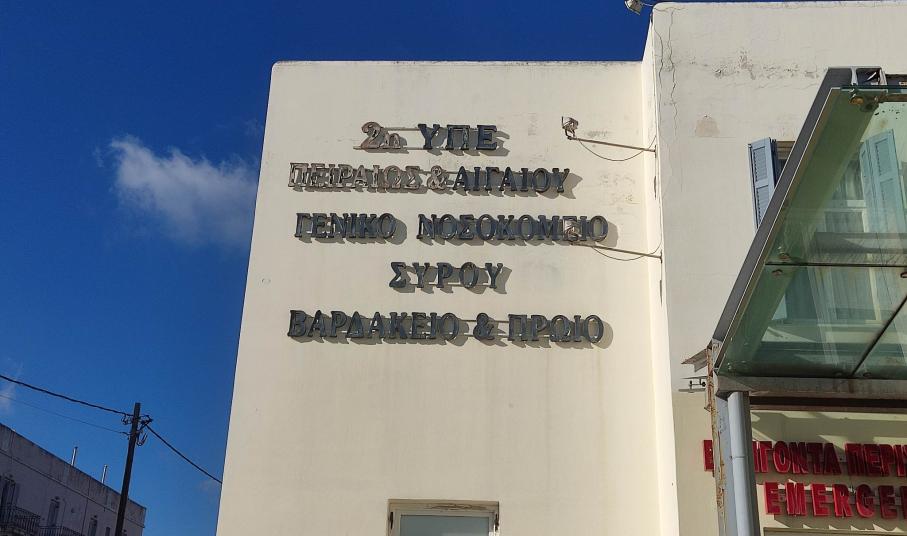 2η ΥΠΕ
ΠΕΙΡΑΙΩΣ & ΑΙΓΑΙΟΥ
ΓΕΝΙΚΟ ΝΟΣΟΚΟΜΕΙΟ
ΣΥΡΟΥ
ΒΑΡΔΑΚΕΙΟ & ΠΡΩΙΟ